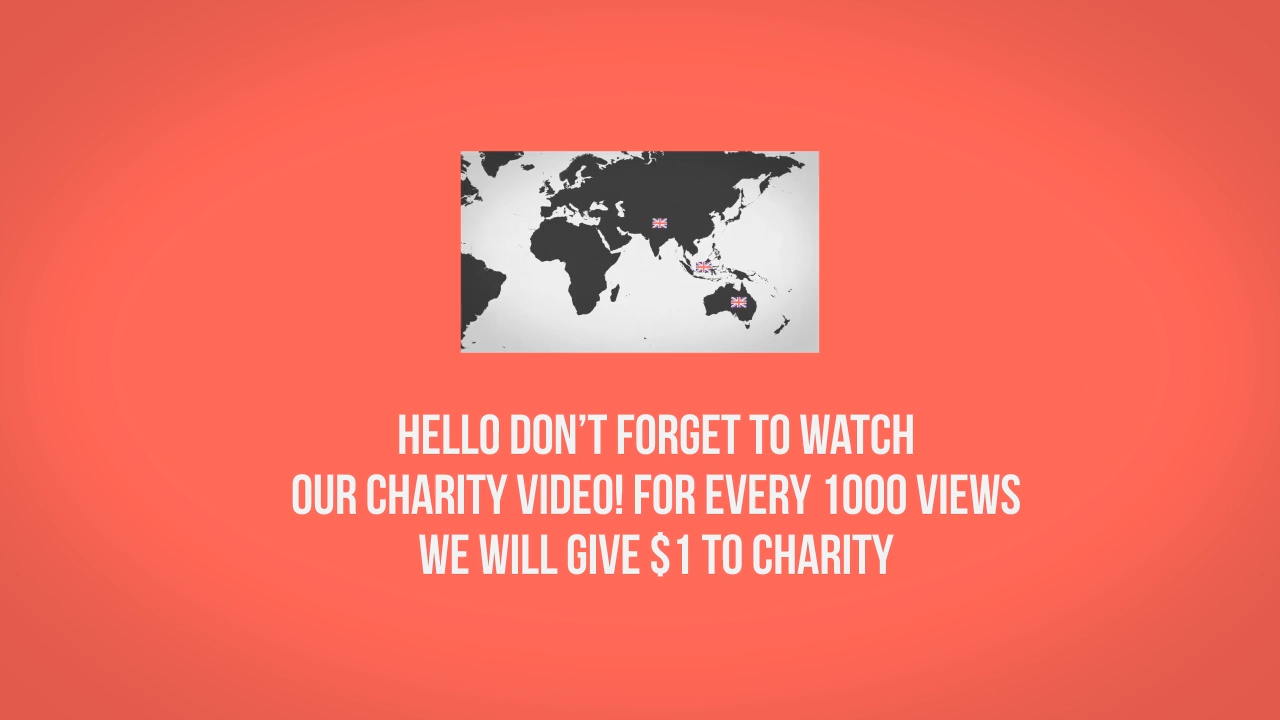 HELLO DON’T FORGET TO WATCH
OUR CHARITY VIDEO! FOR EVERY 1000 VIEWS
WE WILL GIVE $1 TO CHARITY